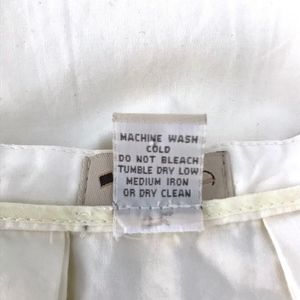 MACHINE WASH
COLD
DO NOT BLEACH
TUMBLE DRY LOW
MEDIUM IRON
OR DRY CLEAN